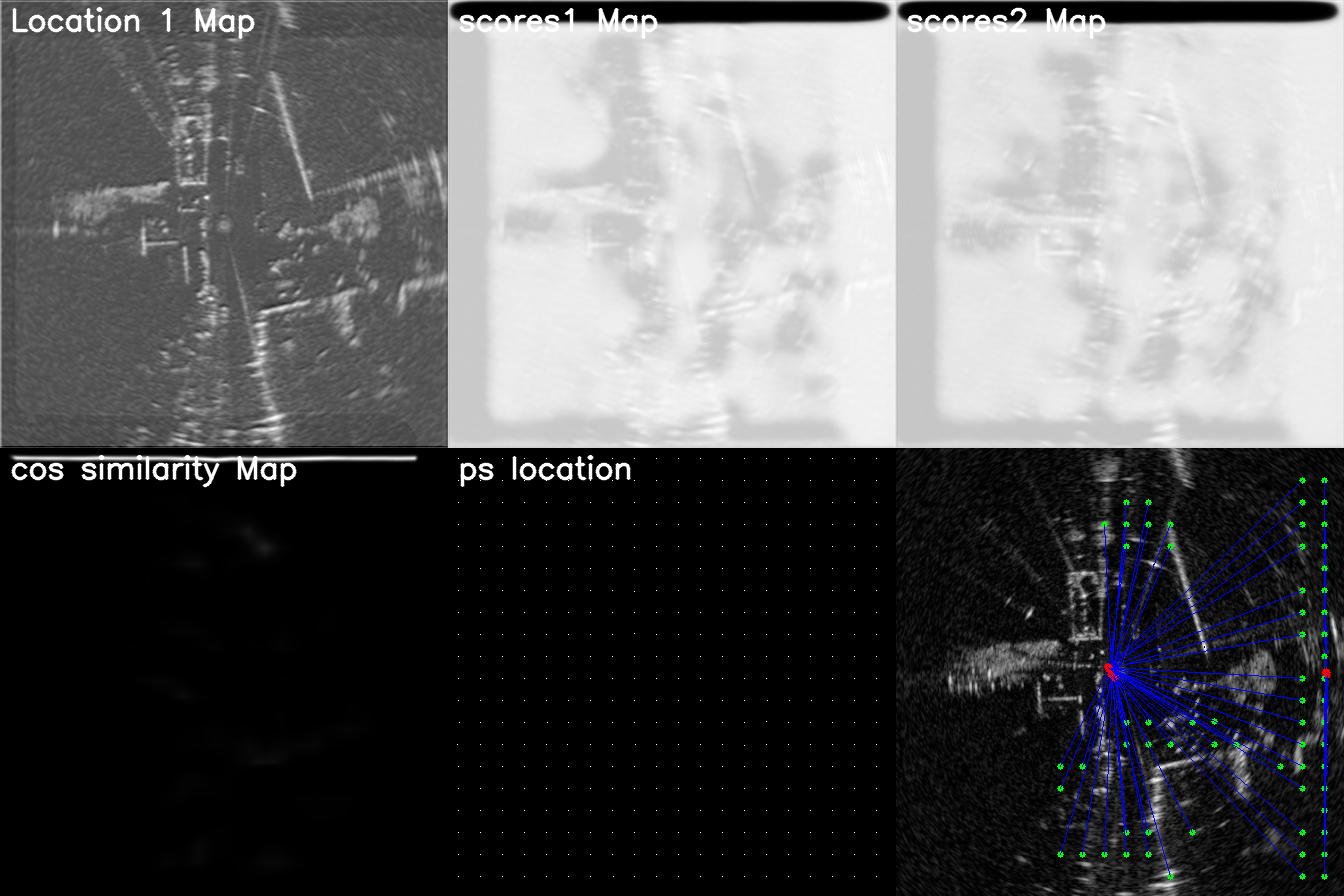 Location 1 Map
scores1 Map
scores2 Map
cos similarity Map
ps location